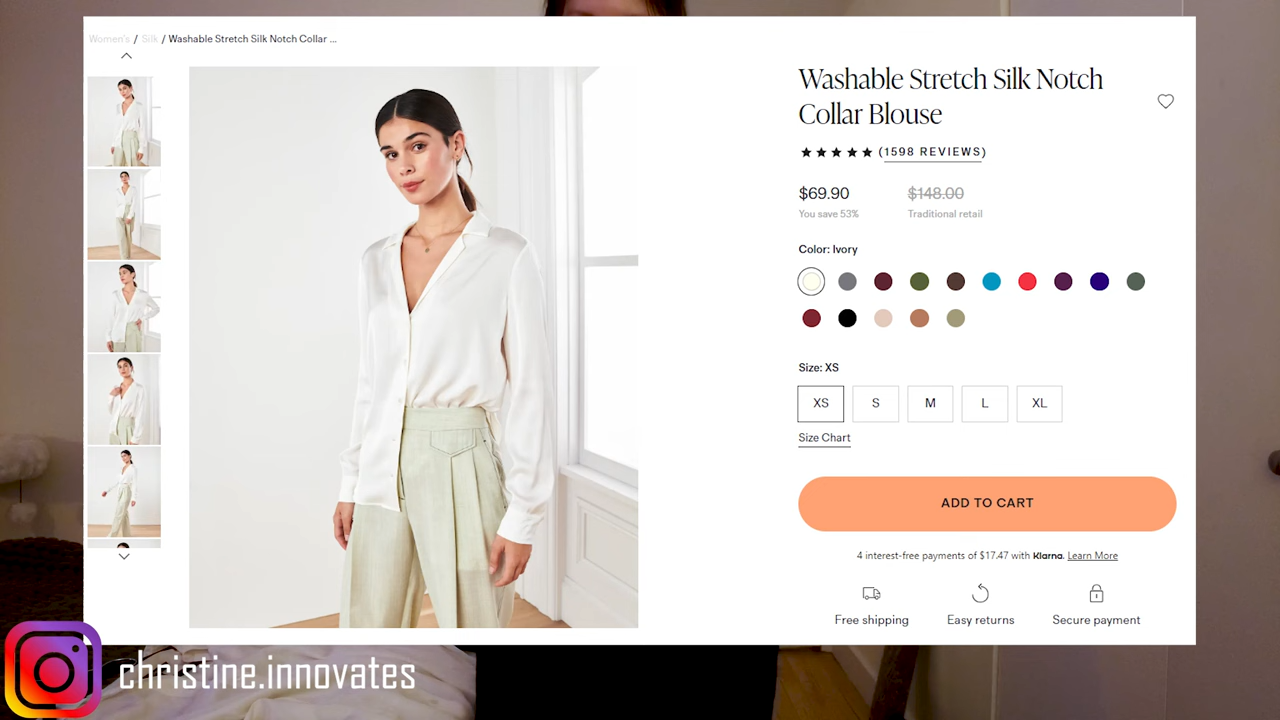 Women's / Silk / Washable Stretch Silk Notch Collar ...
Washable Stretch Silk Notch
Collar Blouse
★★★★★ (1598 REVIEWS)
$69.90 $148.00
You save 53% Traditional retail
Color: Ivory
Size: XS
XS S M L XL
Size Chart
ADD TO CART
4 interest-free payments of $17.47 with Klarna. Learn More
Free shipping Easy returns Secure payment
christine.innovates